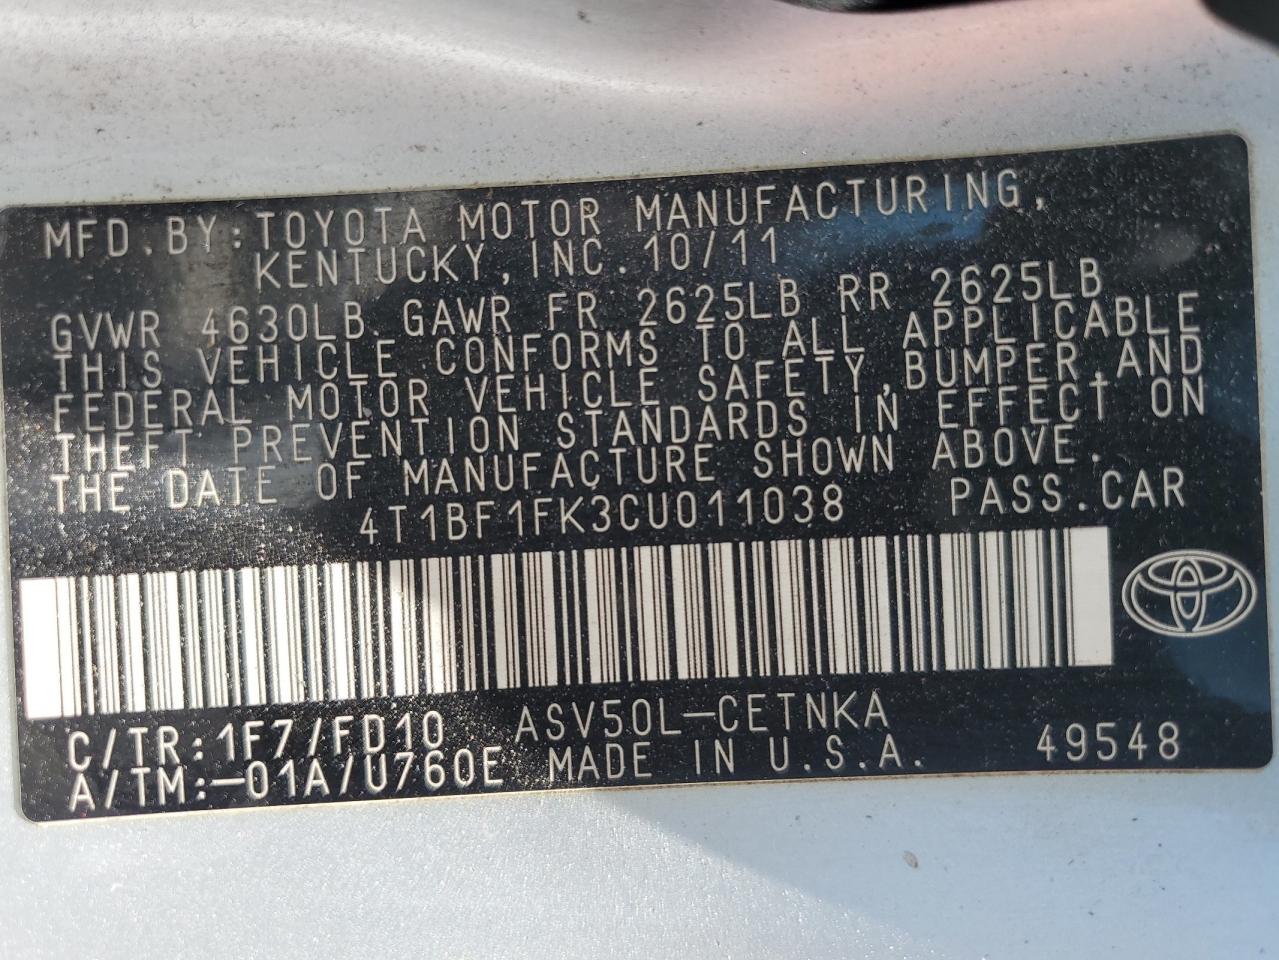 MFD.BY:TOYOTA MOTOR MANUFACTURING,
KENTUCKY,INC.10/11
GVWR 4630LB. GAWR FR 2625LB RR 2625LB
THIS VEHICLE CONFORMS TO ALL APPLICABLE
FEDERAL MOTOR VEHICLE SAFETY,BUMPER,AND
THEFT PREVENTION STANDARDS IN EFFECT ON
THE DATE OF MANUFACTURE SHOWN ABOVE.
4T1BF1FK3CU011038 PASS.CAR
C/TR:1F7/FD10 ASV50L-CETNKA
A/TM:-01A/U760E MADE IN U.S.A. 49548